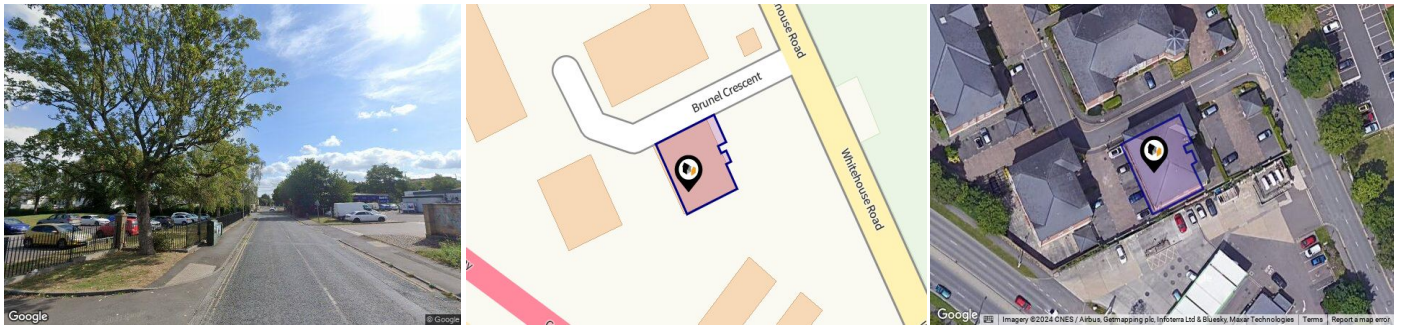 Google
© Google
house Road
Brunel Crescent
Whitehouse Road
Google
Imagery ©2024 CNES / Airbus, Getmapping plc, Infoterra Ltd & Bluesky, Maxar Technologies
Terms
Report a map error